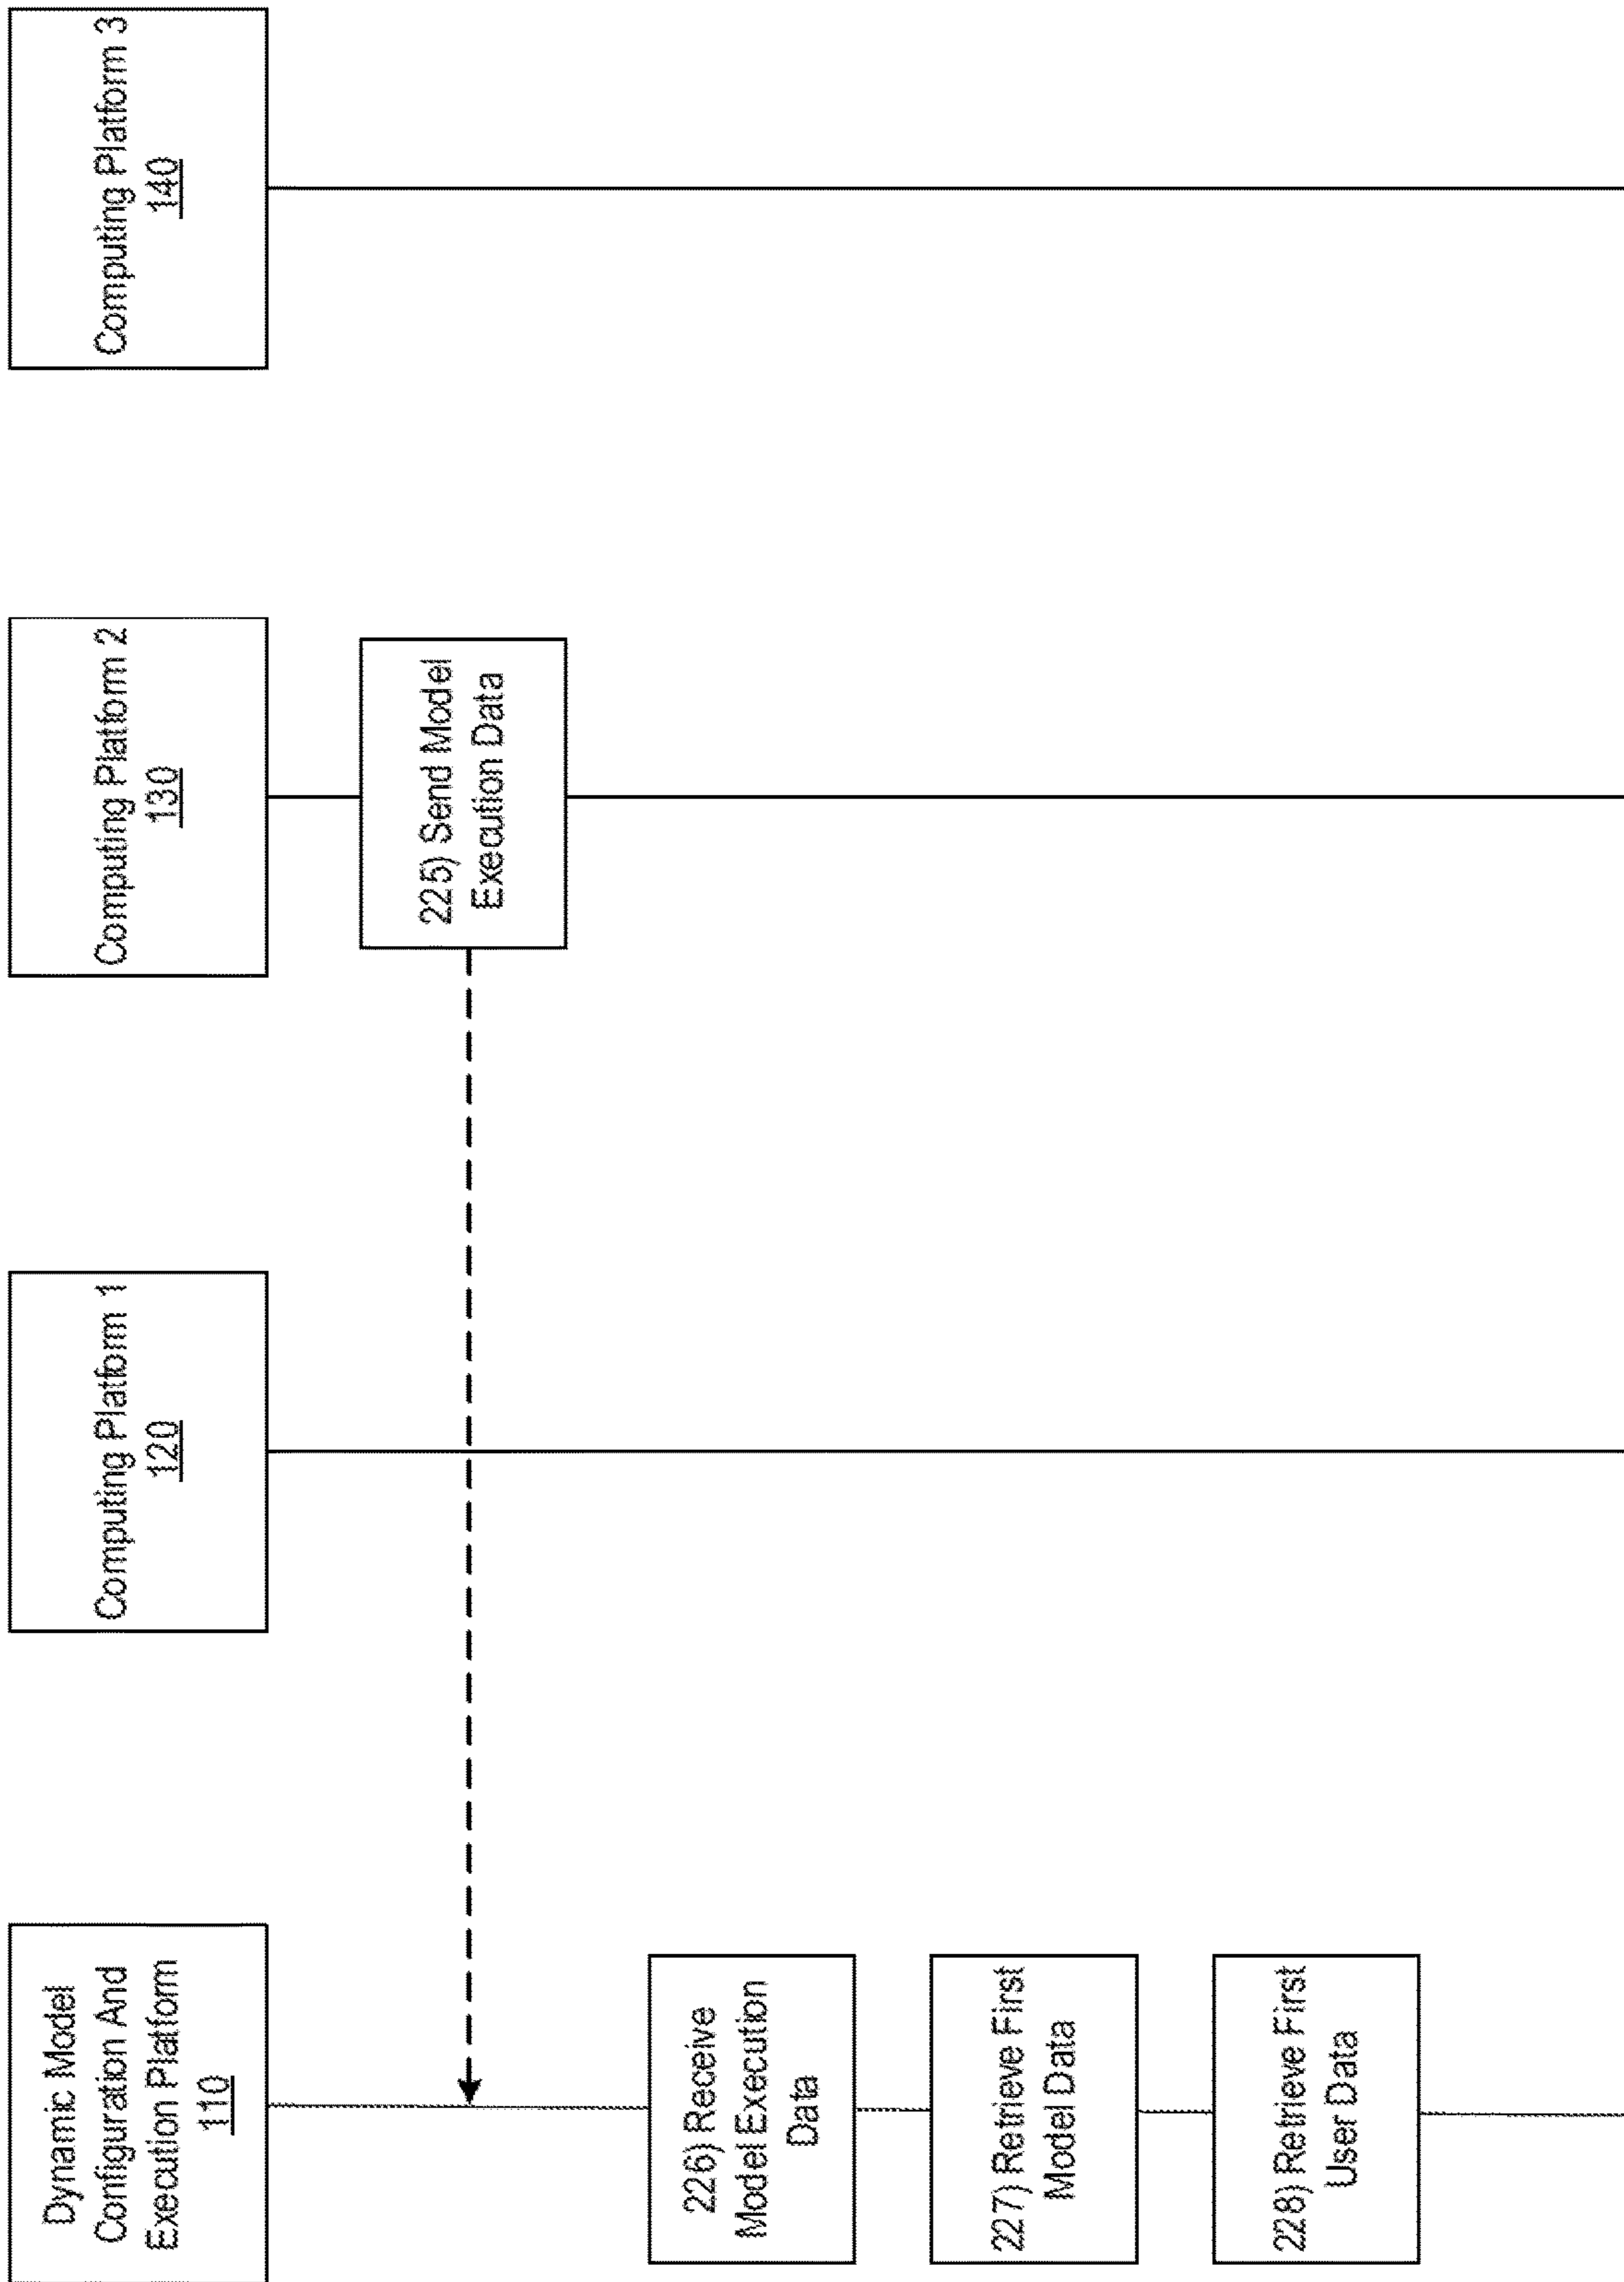 Dynamic Model
Configuration And
Execution Platform
110
Computing Platform 1
120
Computing Platform 2
130
Computing Platform 3
140
225) Send Model
Execution Data
226) Receive
Model Execution
Data
227) Retrieve First
Model Data
228) Retrieve First
User Data